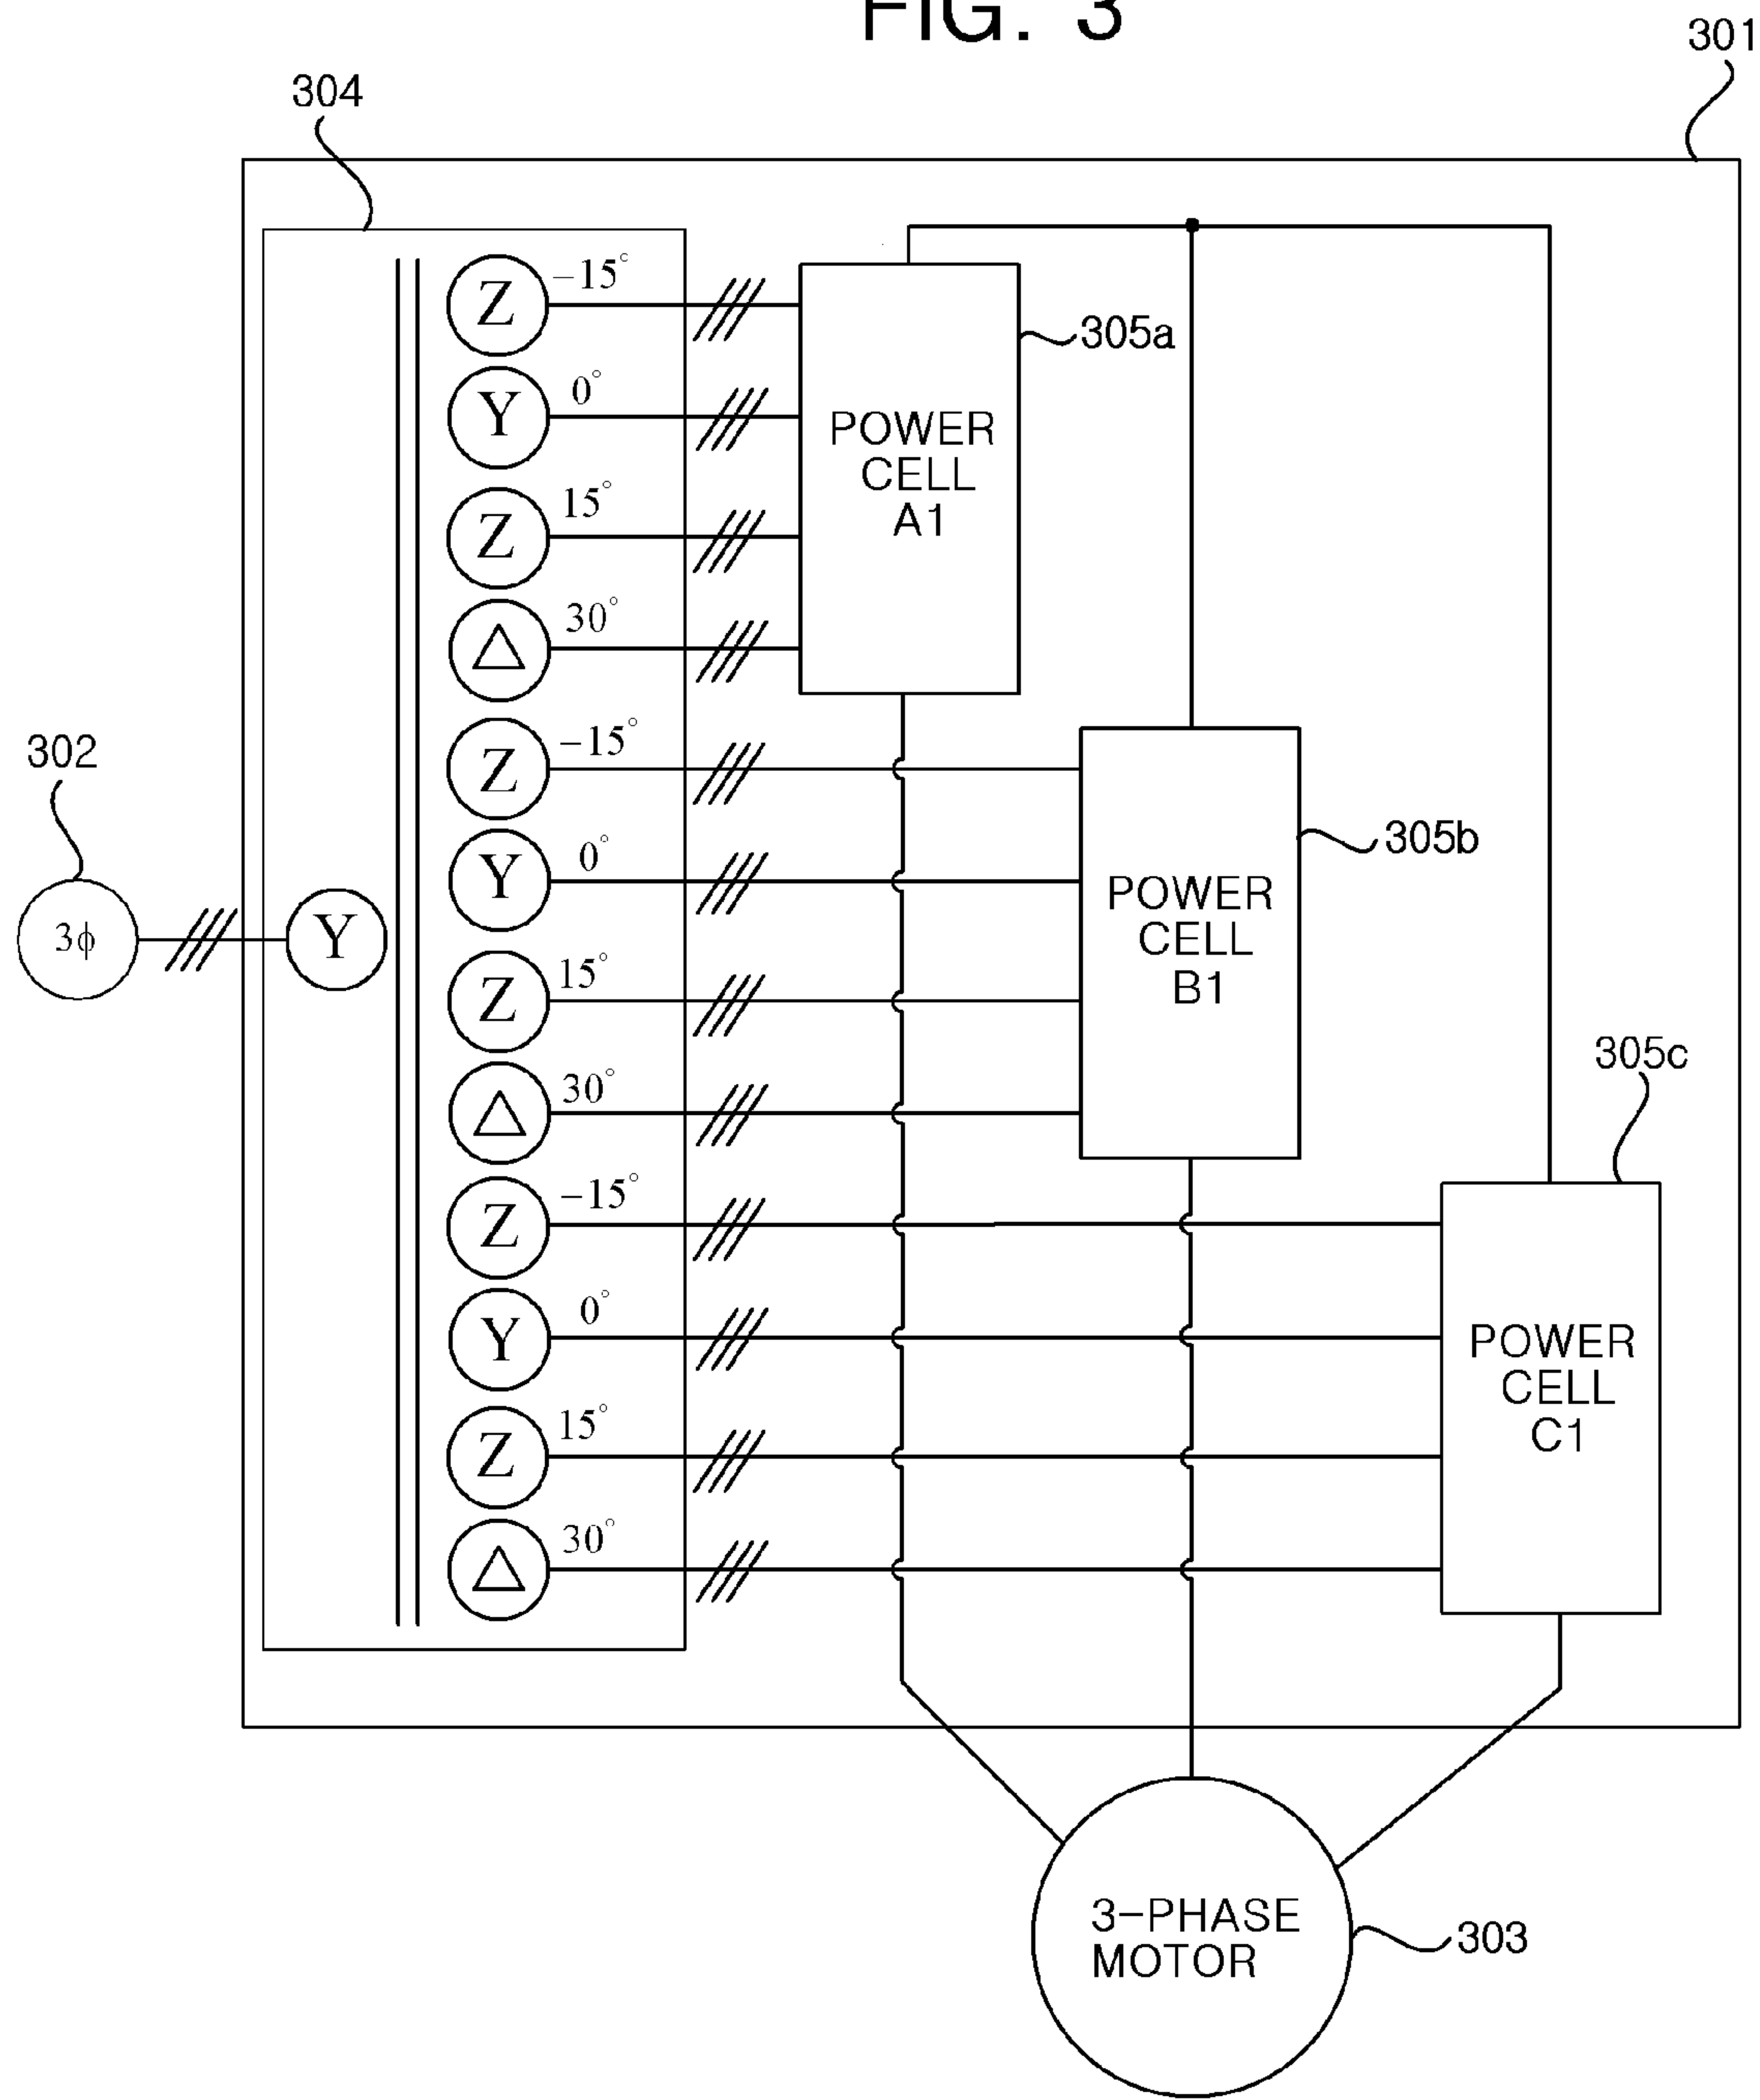 FIG. 3
301
304
Z -15°
Y 0°
Z 15°
△ 30°
305a
POWER
CELL
A1
Z -15°
Y 0°
Z 15°
△ 30°
302
3ϕ
Y
305b
POWER
CELL
B1
Z -15°
Y 0°
Z 15°
△ 30°
305c
POWER
CELL
C1
3-PHASE
MOTOR
303